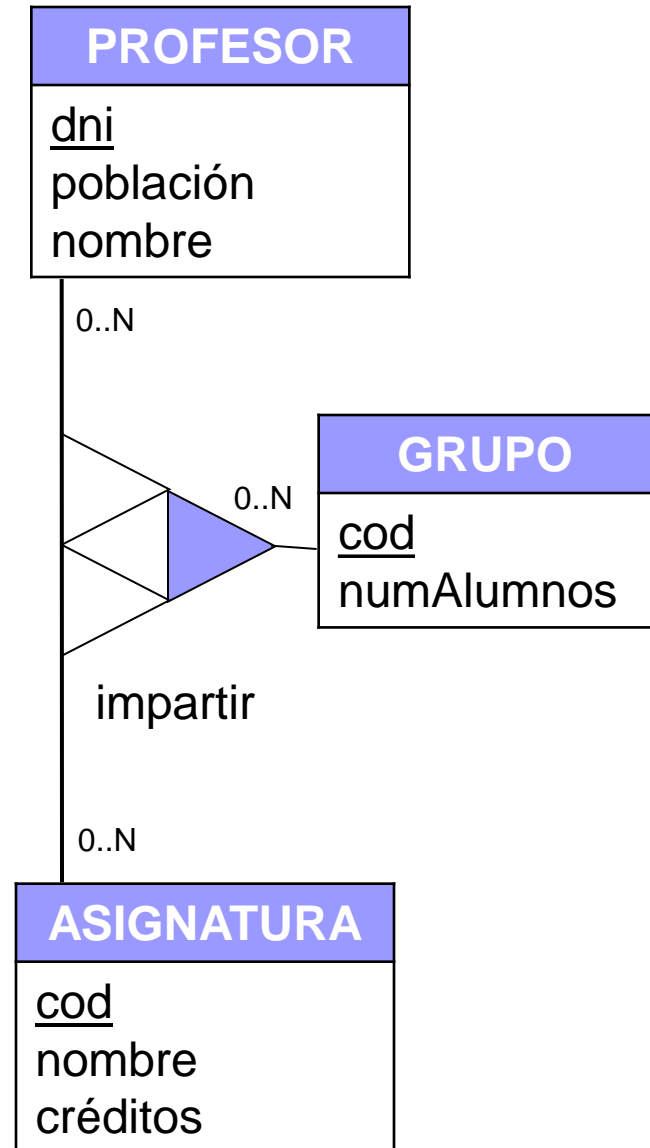 PROFESOR
dni
población
nombre
0..N
0..N
GRUPO
cod
numAlumnos
impartir
0..N
ASIGNATURA
cod
nombre
créditos